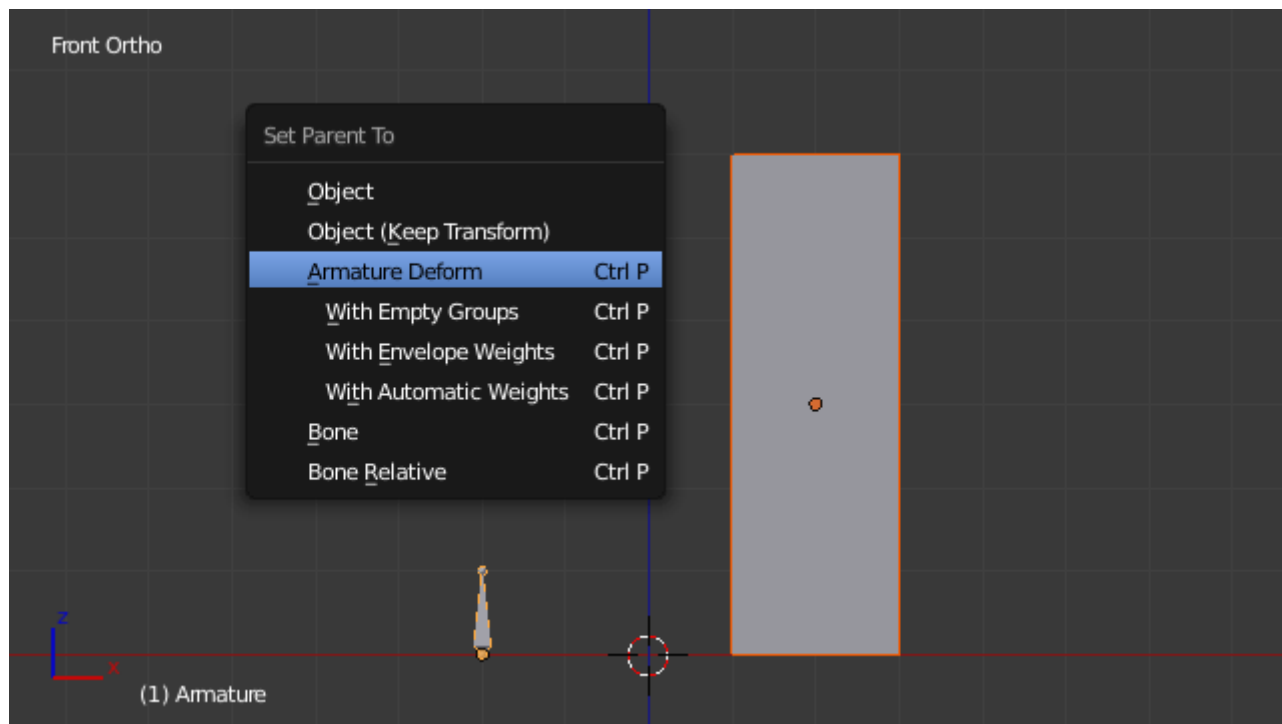 Front Ortho
Set Parent To
Object
Object (Keep Transform)
Armature Deform Ctrl P
With Empty Groups Ctrl P
With Envelope Weights Ctrl P
With Automatic Weights Ctrl P
Bone Ctrl P
Bone Relative Ctrl P
z
x
(1) Armature